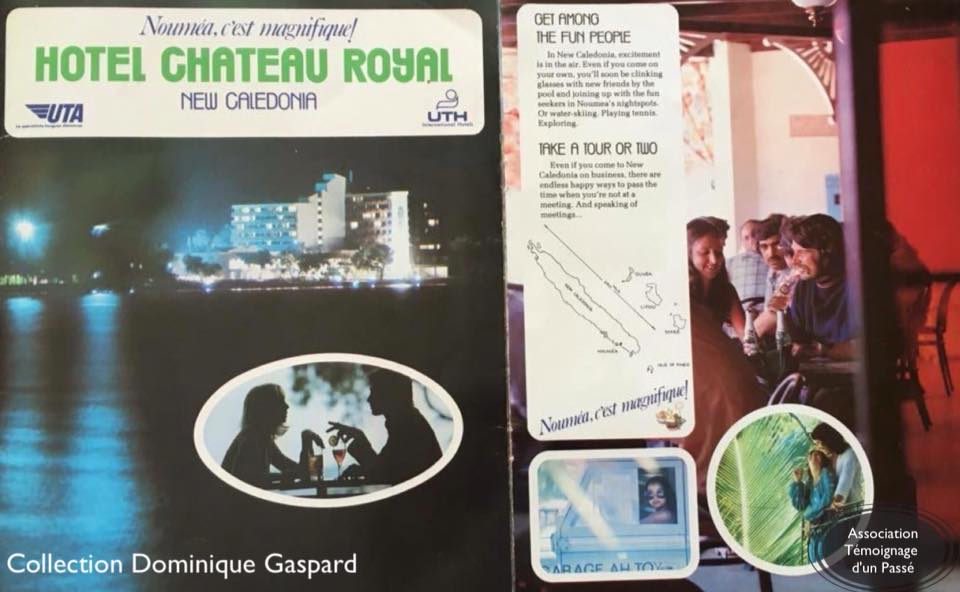 Nouméa, c'est magnifique!
HOTEL CHATEAU ROYAL
NEW CALEDONIA
UTA
UTH
International Hotels
GET AMONG
THE FUN PEOPLE
In New Caledonia, excitement
is in the air. Even if you come on
your own, you'll soon be clinking
glasses with new friends by the
pool and joining up with the fun
seekers in Noumea's nightspots.
Or water-skiing. Playing tennis.
Exploring.
TAKE A TOUR OR TWO
Even if you come to New
Caledonia on business, there are
endless happy ways to pass the
time when you're not at a
meeting. And speaking of
meetings...
OUVEA
LIFOU
MARE
NEW CALEDONIA
NOUMEA
ISLE OF PINES
Nouméa, c'est magnifique!
GARAGE AH TOY
Collection Dominique Gaspard
Association
Témoignage
d'un Passé